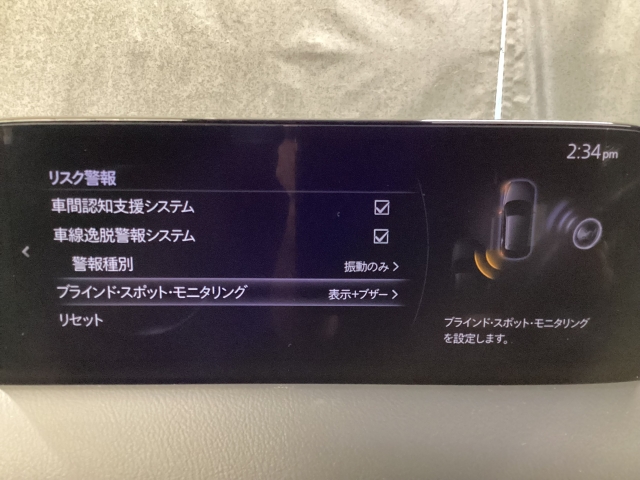 2:34pm
リスク警報
車間認知支援システム
車線逸脱警報システム
警報種別 振動のみ
ブラインド・スポット・モニタリング 表示+ブザー
リセット
ブラインド・スポット・モニタリング
を設定します。